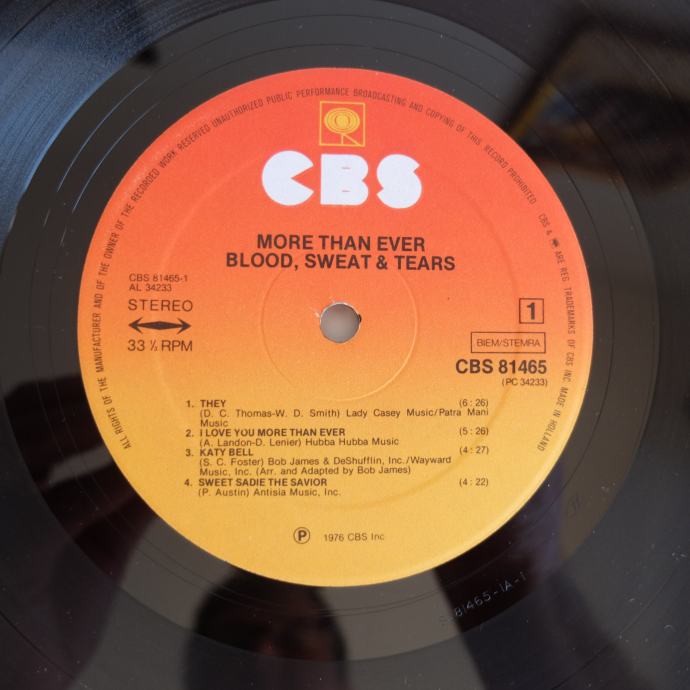 ALL RIGHTS OF THE MANUFACTURER AND OF THE OWNER OF THE RECORDED WORK RESERVED UNAUTHORIZED PUBLIC PERFORMANCE BROADCASTING AND COPYING OF THIS RECORD PROHIBITED
CBS & ARE REG. TRADEMARKS OF CBS INC. MADE IN HOLLAND
CBS
MORE THAN EVER
BLOOD, SWEAT & TEARS
CBS 81465-1
AL 34233
STEREO
33 ⅓ RPM
1
BIEM/STEMRA
CBS 81465
(PC 34233)
1. THEY (6:26)
(D. C. Thomas-W. D. Smith) Lady Casey Music/Patra Mani
Music
2. I LOVE YOU MORE THAN EVER (5:26)
(A. Landon-D. Lenier) Hubba Hubba Music
3. KATY BELL (4:27)
(S. C. Foster) Bob James & DeShufflin, Inc./Wayward
Music, Inc. (Arr. and Adapted by Bob James)
4. SWEET SADIE THE SAVIOR (4:22)
(P. Austin) Antisia Music, Inc.
Ⓟ 1976 CBS Inc
81465-1A-1